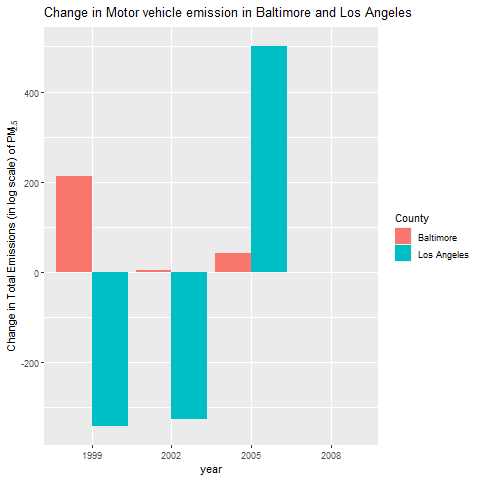 Change in Motor vehicle emission in Baltimore and Los Angeles
Change in Total Emissions (in log scale) of PM2.5
400
200
0
-200
1999
2002
2005
2008
year
County
Baltimore
Los Angeles